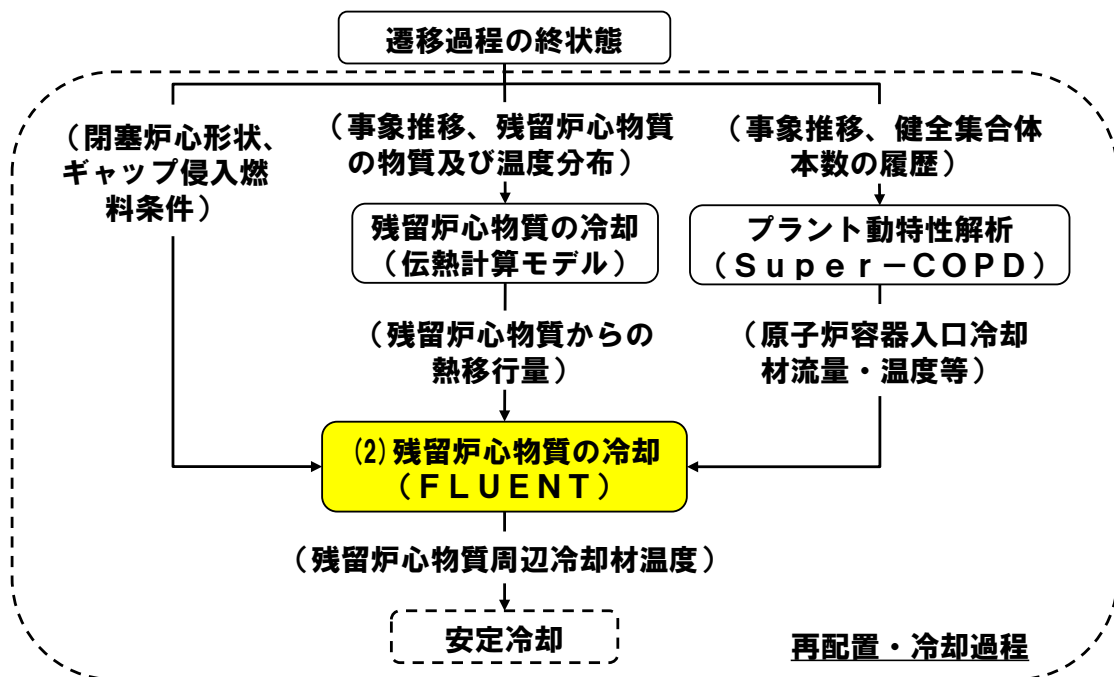 遷移過程の終状態
（閉塞炉心形状、
ギャップ侵入燃
料条件）
（事象推移、残留炉心物質
の物質及び温度分布）
（事象推移、健全集合体
本数の履歴）
残留炉心物質の冷却
（伝熱計算モデル）
プラント動特性解析
（Ｓｕｐｅｒ－ＣＯＰＤ）
（残留炉心物質からの
熱移行量）
（原子炉容器入口冷却
材流量・温度等）
(2)残留炉心物質の冷却
（ＦＬＵＥＮＴ）
（残留炉心物質周辺冷却材温度）
安定冷却
再配置・冷却過程